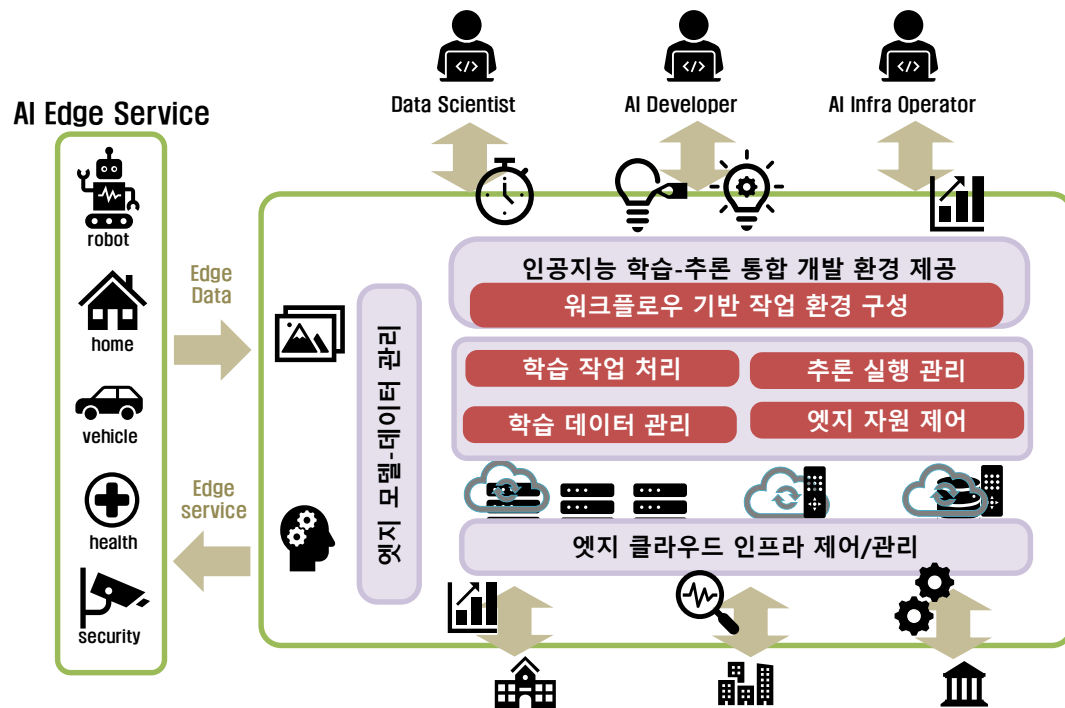 Data Scientist
AI Developer
AI Infra Operator
AI Edge Service
robot
home
vehicle
health
security
Edge
Data
Edge
service
엣지 모델-데이터 관리
인공지능 학습-추론 통합 개발 환경 제공
워크플로우 기반 작업 환경 구성
학습 작업 처리
추론 실행 관리
학습 데이터 관리
엣지 자원 제어
엣지 클라우드 인프라 제어/관리